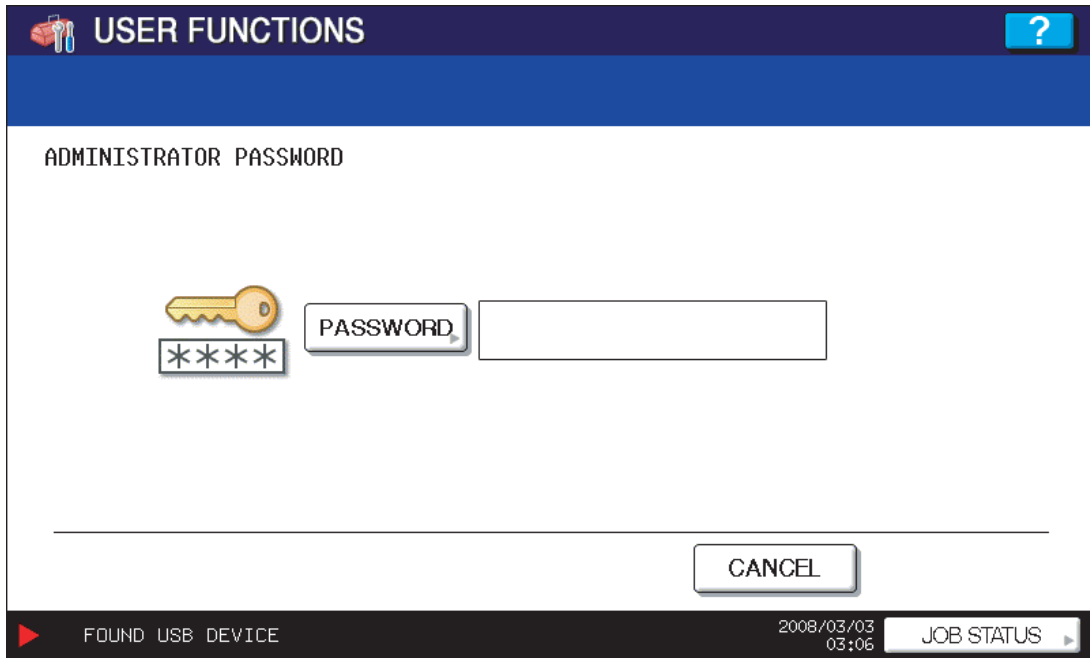 USER FUNCTIONS
?
ADMINISTRATOR PASSWORD
PASSWORD
****
CANCEL
FOUND USB DEVICE
2008/03/03
03:06
JOB STATUS